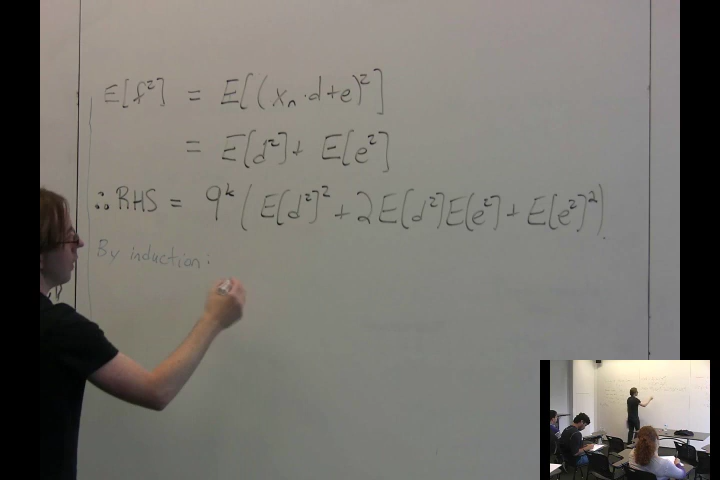 E[f²] = E[(xₙ·d+e)²]
= E[d²] + E[e²]
∴ RHS = 9ᵏ(E[d²]² + 2E[d²]E[e²] + E[e²]²)
By induction: